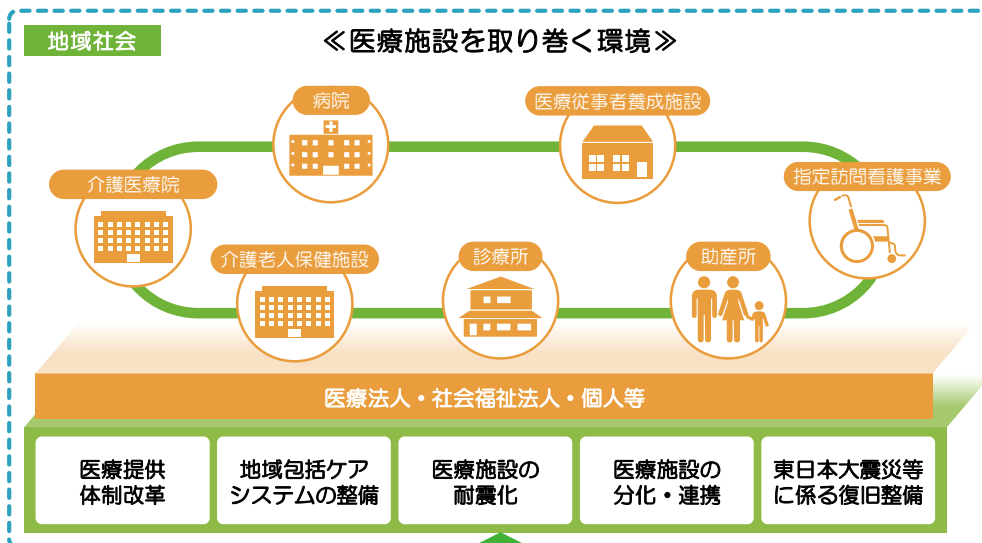 地域社会
≪医療施設を取り巻く環境≫
病院
医療従事者養成施設
介護医療院
指定訪問看護事業
介護老人保健施設
診療所
助産所
医療法人・社会福祉法人・個人等
医療提供
体制改革
地域包括ケア
システムの整備
医療施設の
耐震化
医療施設の
分化・連携
東日本大震災等
に係る復旧整備